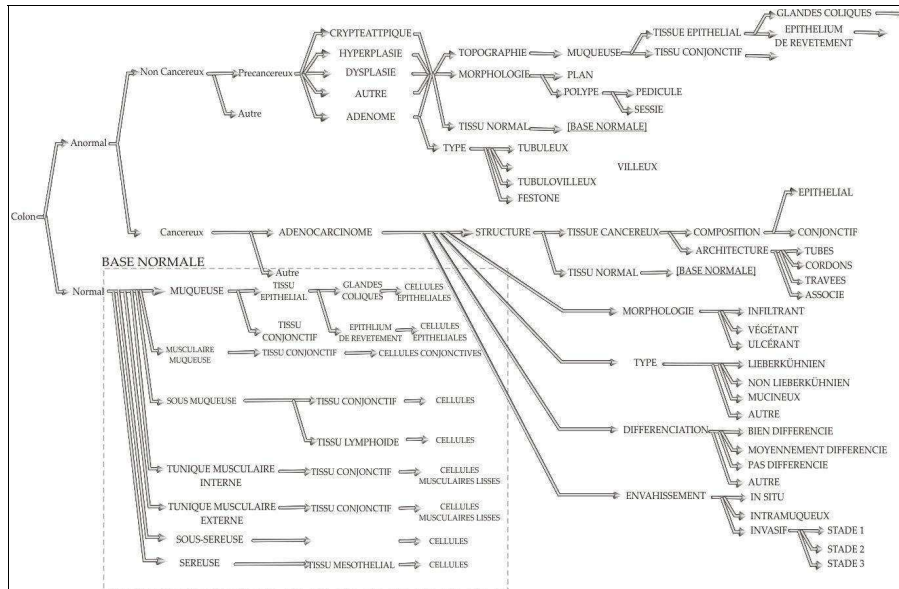 GLANDES COLIQUES
CRYPTEATTPIQUE
TISSUE EPITHELIAL
EPITHELIUM
DE REVETEMENT
HYPERPLASIE
TOPOGRAPHIE
MUQUEUSE
TISSU CONJONCTIF
Non Cancereux
Precancereux
DYSPLASIE
MORPHOLOGIE
PLAN
AUTRE
POLYPE
PEDICULE
SESSIE
Autre
ADENOME
TISSU NORMAL
[BASE NORMALE]
Anormal
TYPE
TUBULEUX
VILLEUX
TUBULOVILLEUX
FESTONE
EPITHELIAL
Colon
Cancereux
ADENOCARCINOME
STRUCTURE
TISSUE CANCEREUX
COMPOSITION
CONJONCTIF
ARCHITECTURE
TUBES
BASE NORMALE
CORDONS
Autre
TISSU NORMAL
[BASE NORMALE]
TRAVEES
ASSOCIE
Normal
MUQUEUSE
TISSU
EPITHELIAL
GLANDES
COLIQUES
CELLULES
EPITHELIALES
MORPHOLOGIE
INFILTRANT
TISSU
CONJONCTIF
EPITHLIUM
DE REVETEMENT
CELLULES
EPITHELIALES
VÉGÉTANT
ULCÉRANT
MUSCULAIRE
MUQUEUSE
TISSU CONJONCTIF
CELLULES CONJONCTIVES
TYPE
LIEBERKÜHNIEN
NON LIEBERKÜHNIEN
MUCINEUX
AUTRE
SOUS MUQUEUSE
TISSU CONJONCTIF
CELLULES
TISSU LYMPHOIDE
CELLULES
DIFFERENCIATION
BIEN DIFFERENCIE
MOYENNEMENT DIFFERENCIE
PAS DIFFERENCIE
AUTRE
TUNIQUE MUSCULAIRE
INTERNE
TISSU CONJONCTIF
CELLULES
MUSCULAIRES LISSES
ENVAHISSEMENT
IN SITU
INTRAMUQUEUX
INVASIF
STADE 1
STADE 2
STADE 3
TUNIQUE MUSCULAIRE
EXTERNE
TISSU CONJONCTIF
CELLULES
MUSCULAIRES LISSES
SOUS-SEREUSE
CELLULES
SEREUSE
TISSU MESOTHELIAL
CELLULES